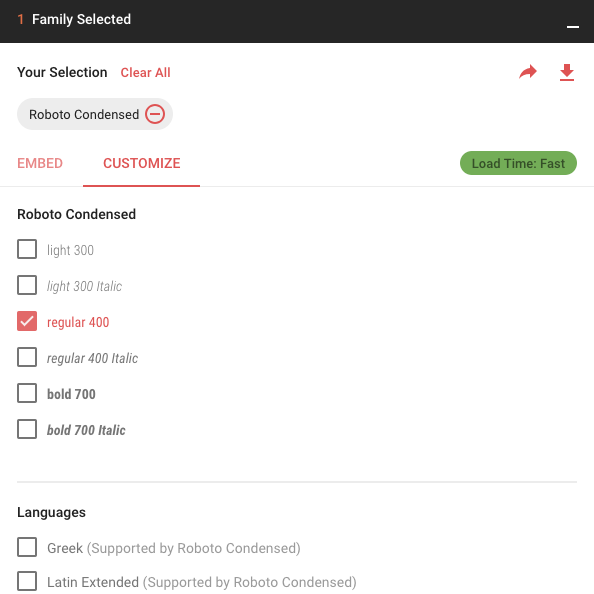 1 Family Selected
Your Selection Clear All
Roboto Condensed
EMBED CUSTOMIZE Load Time: Fast
Roboto Condensed
light 300
light 300 Italic
regular 400
regular 400 Italic
bold 700
bold 700 Italic
Languages
Greek (Supported by Roboto Condensed)
Latin Extended (Supported by Roboto Condensed)